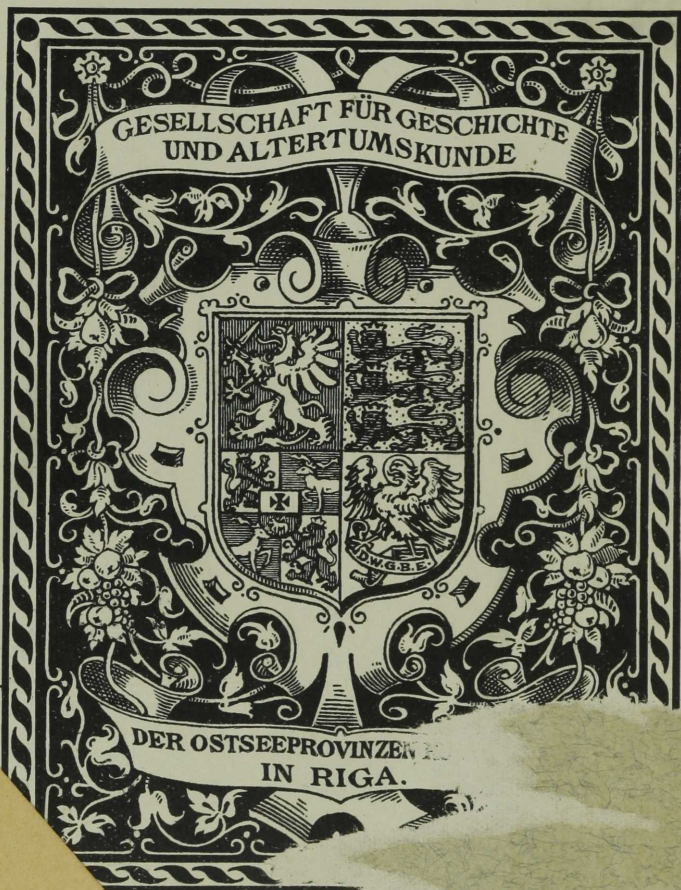 GESELLSCHAFT FÜR GESCHICHTE
UND ALTERTUMSKUNDE
D.W.G.B.E.
DER OSTSEEPROVINZEN
IN RIGA.